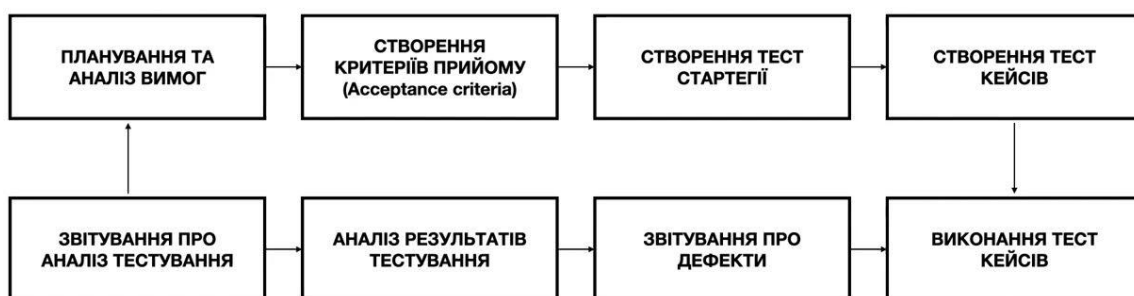 ПЛАНУВАННЯ ТА
АНАЛІЗ ВИМОГ
СТВОРЕННЯ
КРИТЕРІЇВ ПРИЙОМУ
(Acceptance criteria)
СТВОРЕННЯ ТЕСТ
СТАРТЕГІЇ
СТВОРЕННЯ ТЕСТ
КЕЙСІВ
ЗВІТУВАННЯ ПРО
АНАЛІЗ ТЕСТУВАННЯ
АНАЛІЗ РЕЗУЛЬТАТІВ
ТЕСТУВАННЯ
ЗВІТУВАННЯ ПРО
ДЕФЕКТИ
ВИКОНАННЯ ТЕСТ
КЕЙСІВ